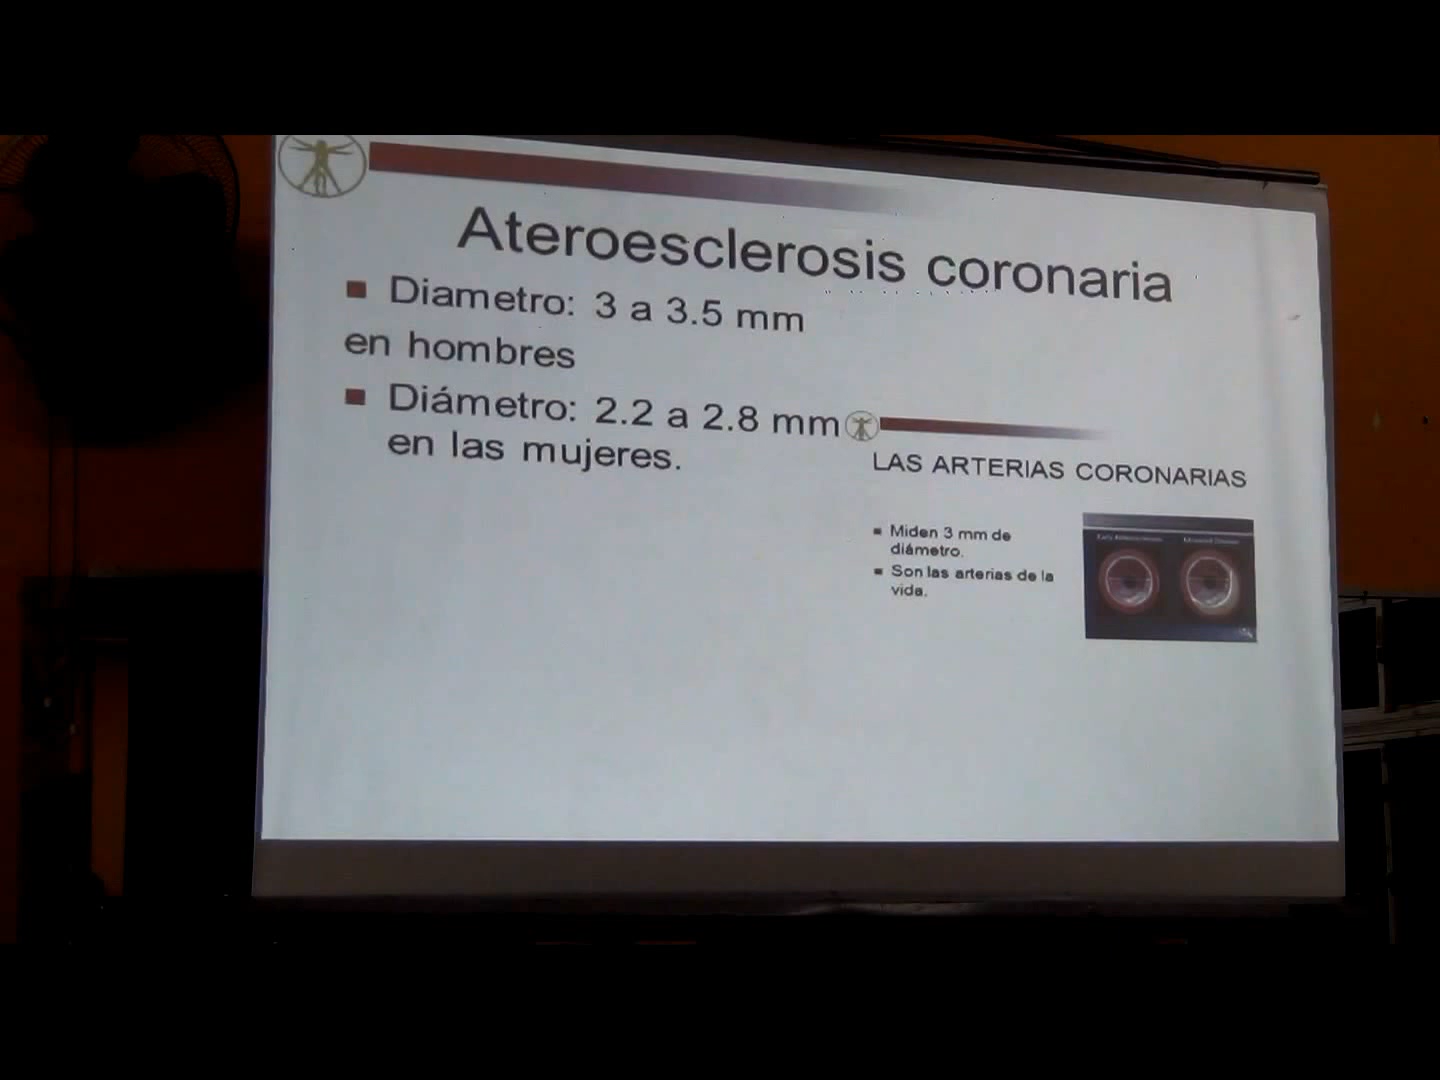 Ateroesclerosis coronaria
■ Diametro: 3 a 3.5 mm
en hombres
■ Diámetro: 2.2 a 2.8 mm
en las mujeres.
LAS ARTERIAS CORONARIAS
■ Miden 3 mm de
diámetro.
■ Son las arterias de la
vida.